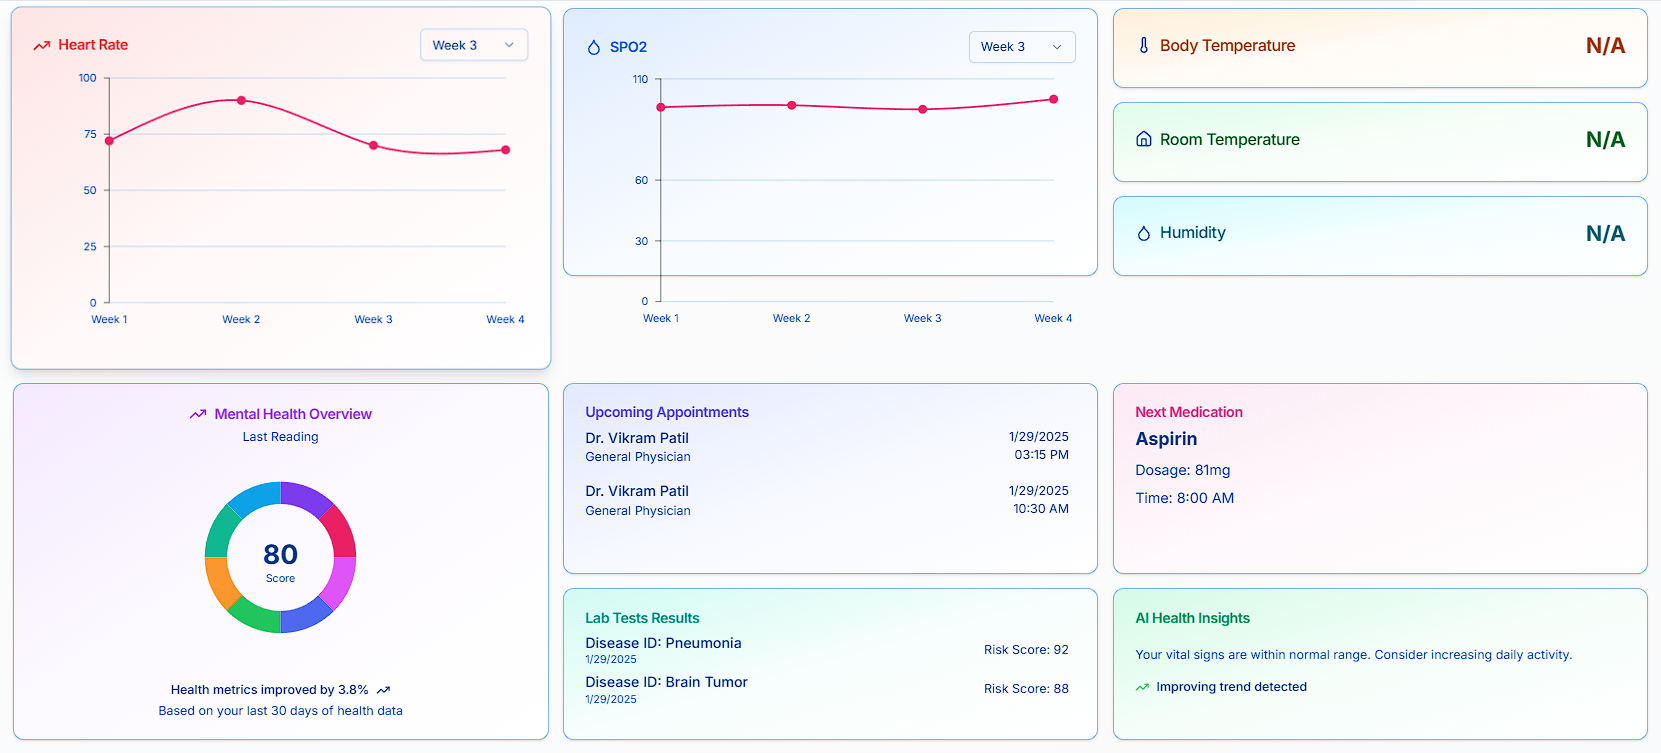 Heart Rate
Week 3
100
75
50
25
0
Week 1 Week 2 Week 3 Week 4
SPO2
Week 3
110
60
30
0
Week 1 Week 2 Week 3 Week 4
Body Temperature N/A
Room Temperature N/A
Humidity N/A
Mental Health Overview
Last Reading
80
Score
Health metrics improved by 3.8%
Based on your last 30 days of health data
Upcoming Appointments
Dr. Vikram Patil 1/29/2025
General Physician 03:15 PM
Dr. Vikram Patil 1/29/2025
General Physician 10:30 AM
Next Medication
Aspirin
Dosage: 81mg
Time: 8:00 AM
Lab Tests Results
Disease ID: Pneumonia
1/29/2025
Risk Score: 92
Disease ID: Brain Tumor
1/29/2025
Risk Score: 88
AI Health Insights
Your vital signs are within normal range. Consider increasing daily activity.
Improving trend detected